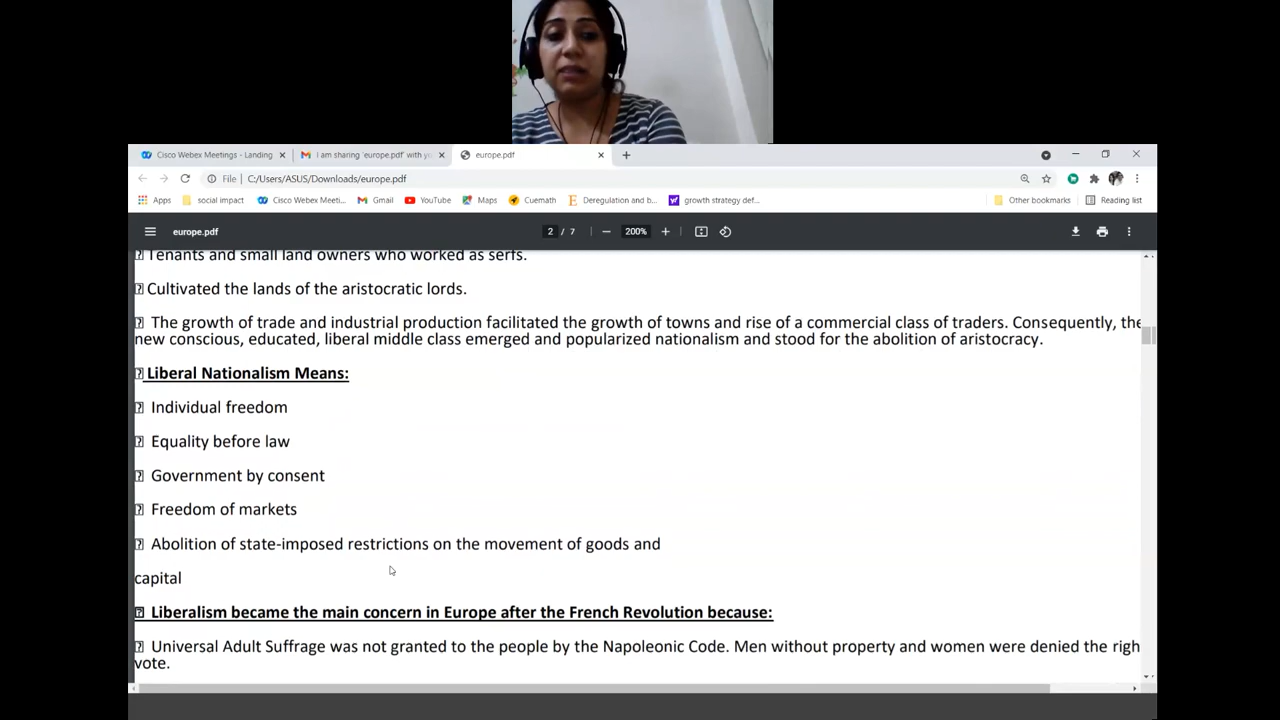 Cisco Webex Meetings - Landing
I am sharing 'europe.pdf' with yo
europe.pdf
File
C:/Users/ASUS/Downloads/europe.pdf
Apps
social impact
Cisco Webex Meeti...
Gmail
YouTube
Maps
Cuemath
Deregulation and b...
growth strategy def...
Other bookmarks
Reading list
europe.pdf
2 / 7
200%
Tenants and small land owners who worked as serfs.
Cultivated the lands of the aristocratic lords.
The growth of trade and industrial production facilitated the growth of towns and rise of a commercial class of traders. Consequently, the
new conscious, educated, liberal middle class emerged and popularized nationalism and stood for the abolition of aristocracy.
Liberal Nationalism Means:
Individual freedom
Equality before law
Government by consent
Freedom of markets
Abolition of state-imposed restrictions on the movement of goods and
capital
Liberalism became the main concern in Europe after the French Revolution because:
Universal Adult Suffrage was not granted to the people by the Napoleonic Code. Men without property and women were denied the righ
vote.